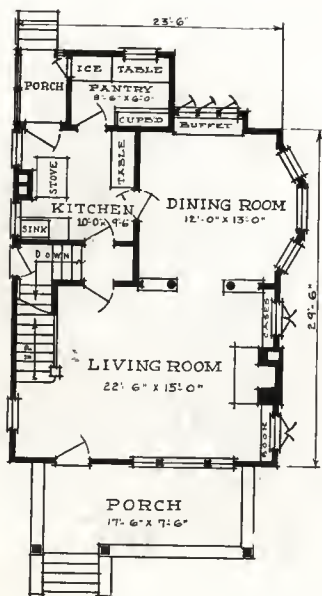 23'-6"
PORCH
ICE
TABLE
PANTRY
8'-6" X 6'-0"
CUPB'D
BUFFET
STOVE
TABLE
KITCHEN
10'-0" X 9'-6"
SINK
DINING ROOM
12'-0" X 13'-0"
DOWN
UP
29'-6"
CASES
LIVING ROOM
22'-6" X 15'-0"
BOOK
PORCH
17'-6" X 7'-6"